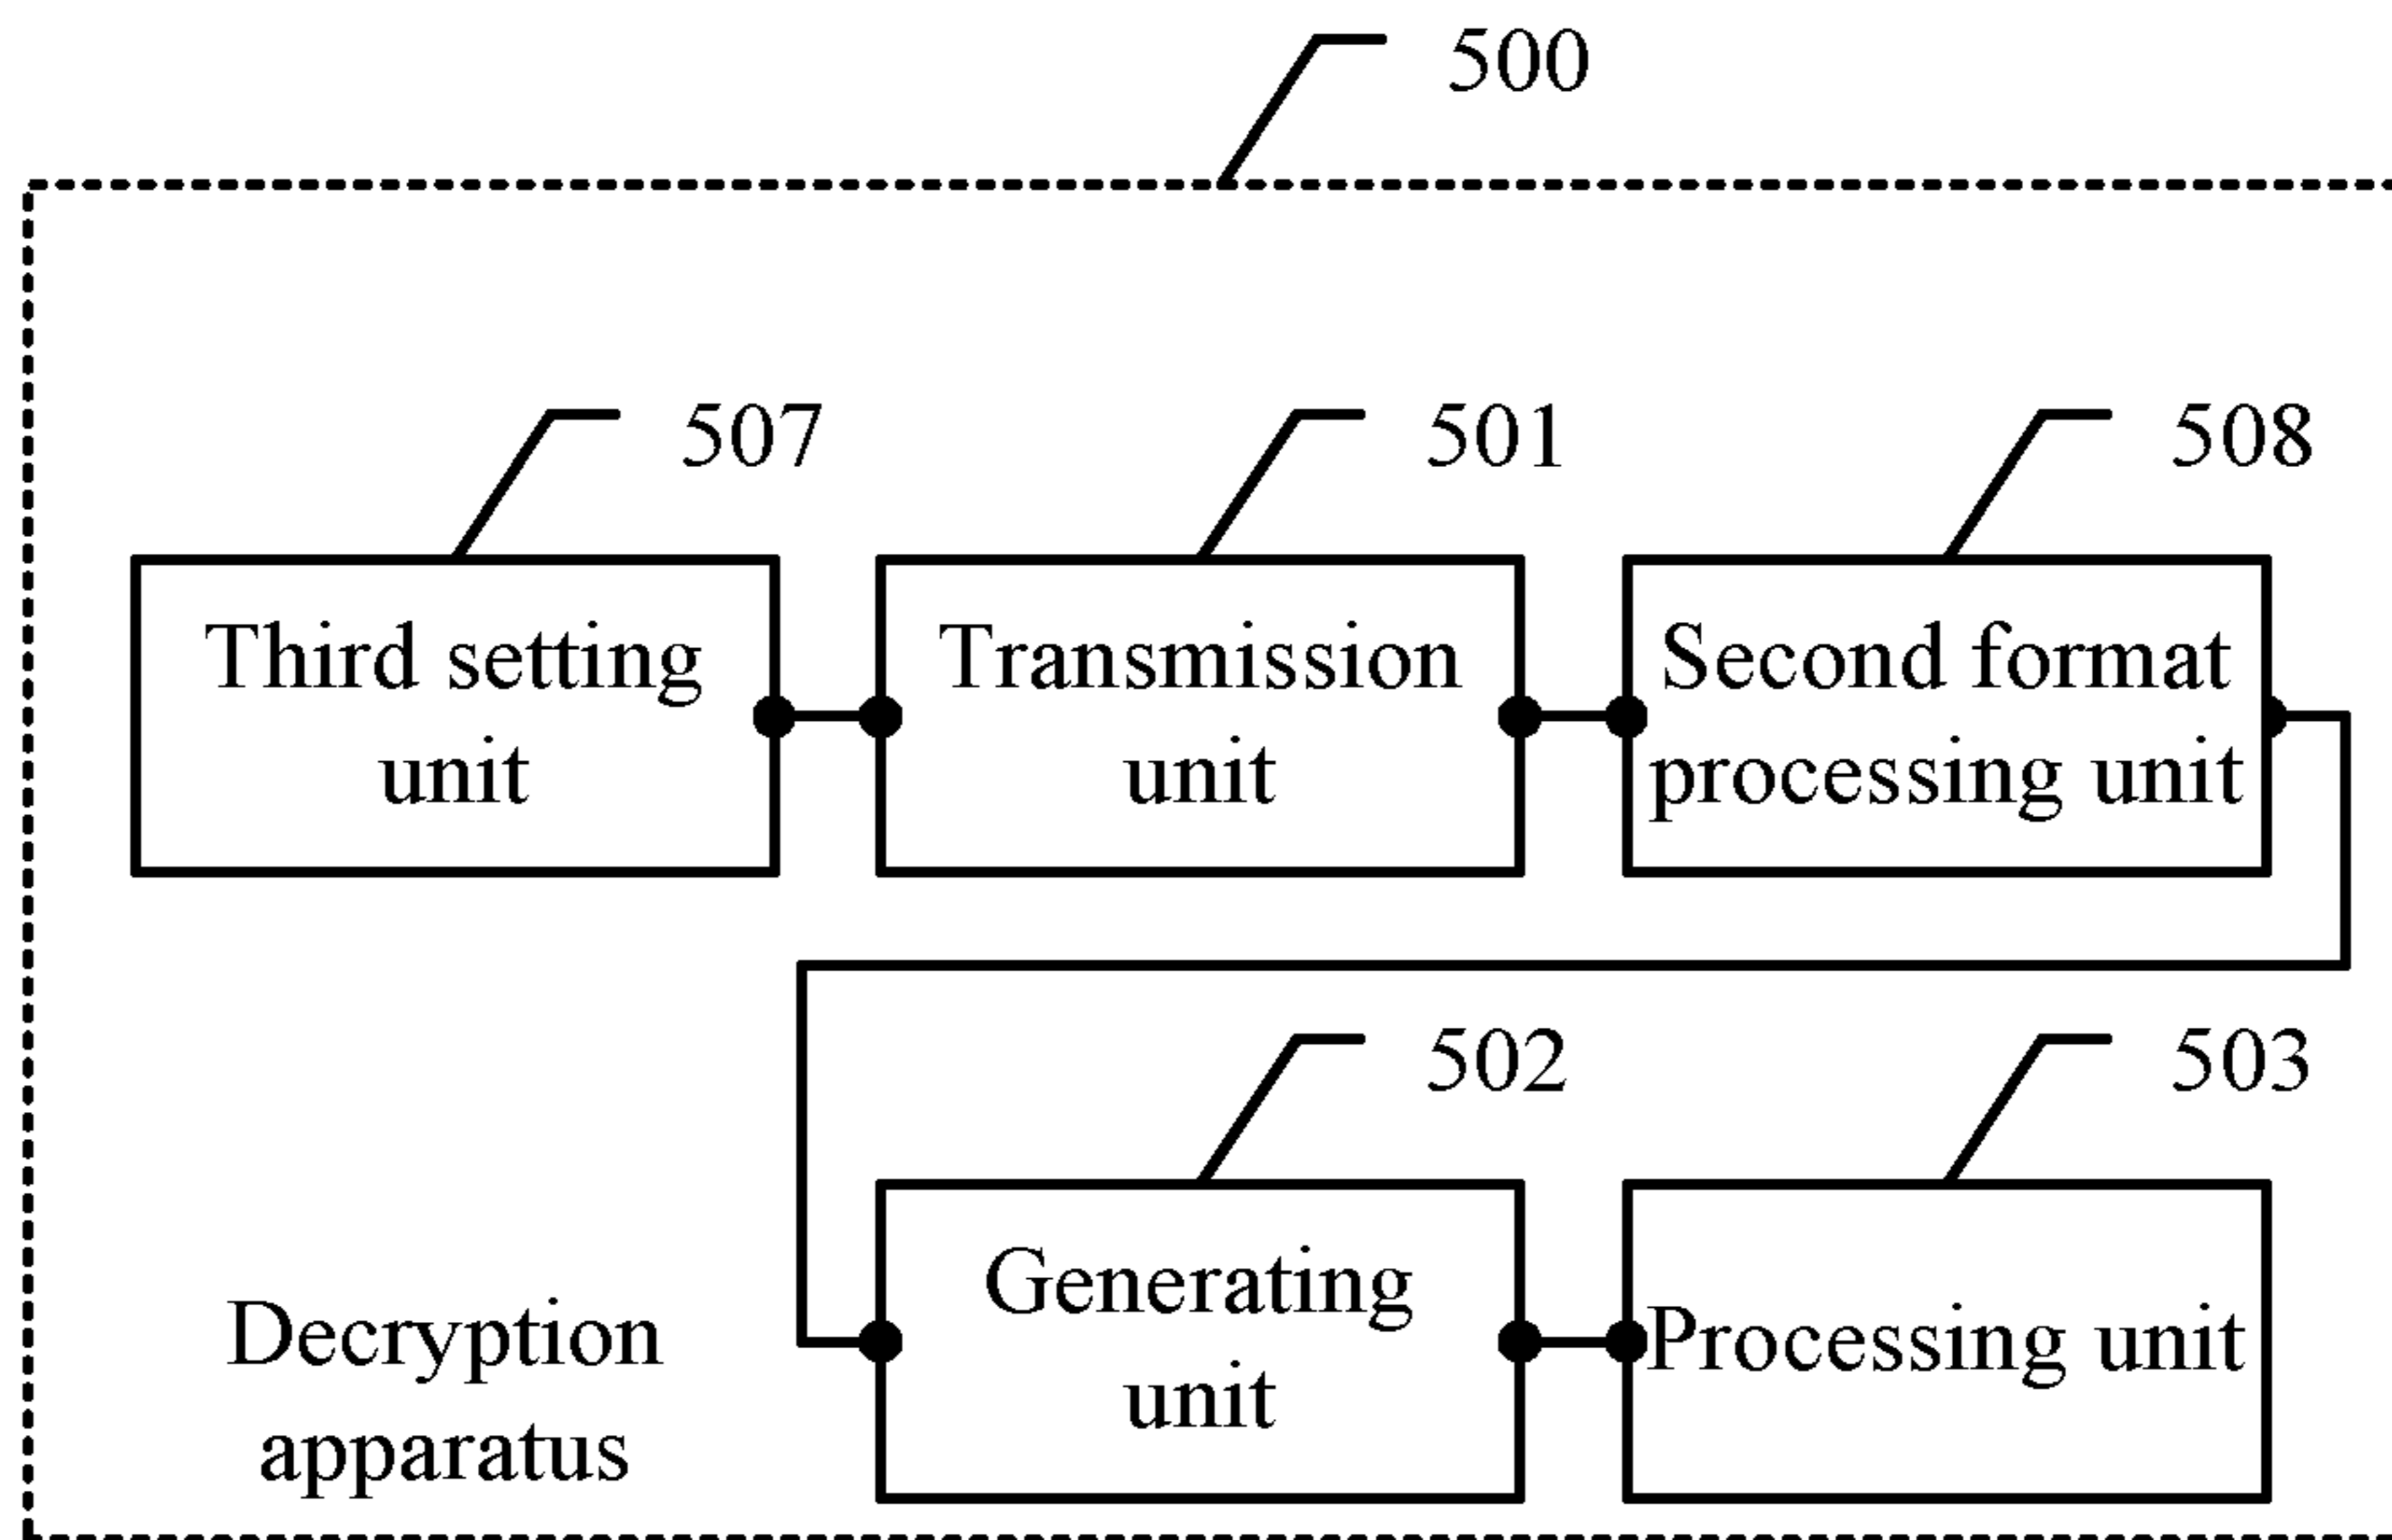 500
507
501
508
Third setting
unit
Transmission
unit
Second format
processing unit
502
503
Generating
unit
Processing unit
Decryption
apparatus